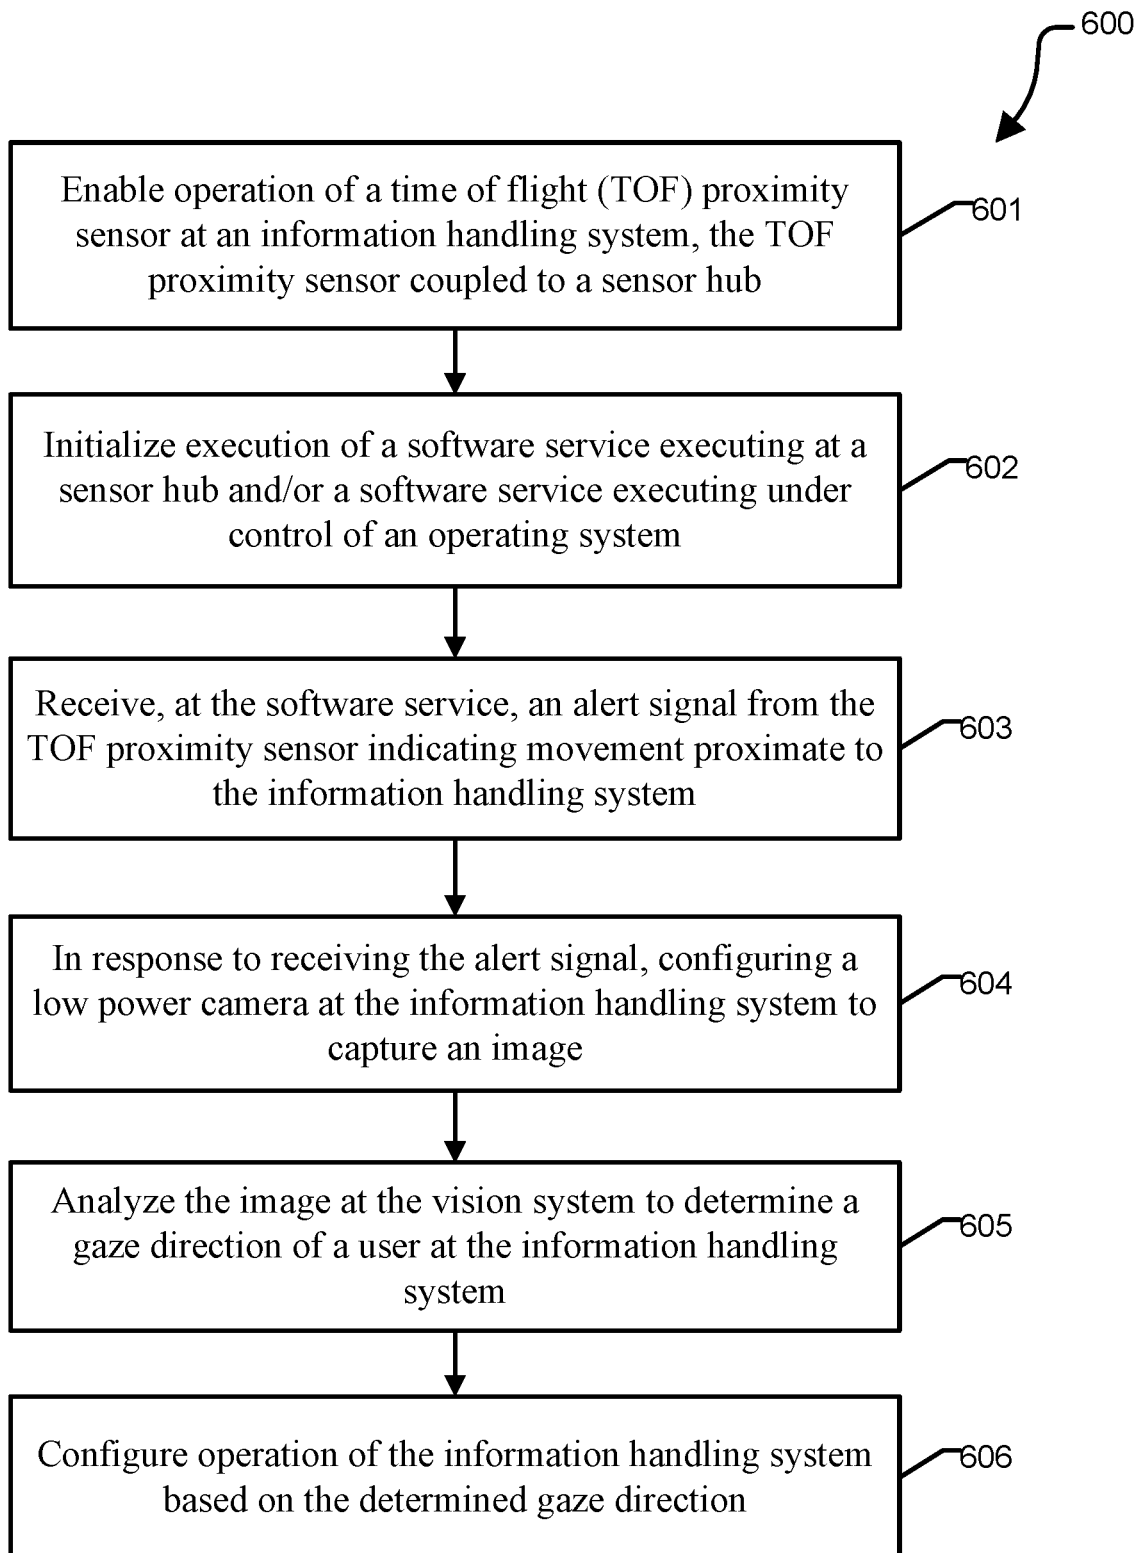 600
Enable operation of a time of flight (TOF) proximity
sensor at an information handling system, the TOF
proximity sensor coupled to a sensor hub
601
Initialize execution of a software service executing at a
sensor hub and/or a software service executing under
control of an operating system
602
Receive, at the software service, an alert signal from the
TOF proximity sensor indicating movement proximate to
the information handling system
603
In response to receiving the alert signal, configuring a
low power camera at the information handling system to
capture an image
604
Analyze the image at the vision system to determine a
gaze direction of a user at the information handling
system
605
Configure operation of the information handling system
based on the determined gaze direction
606